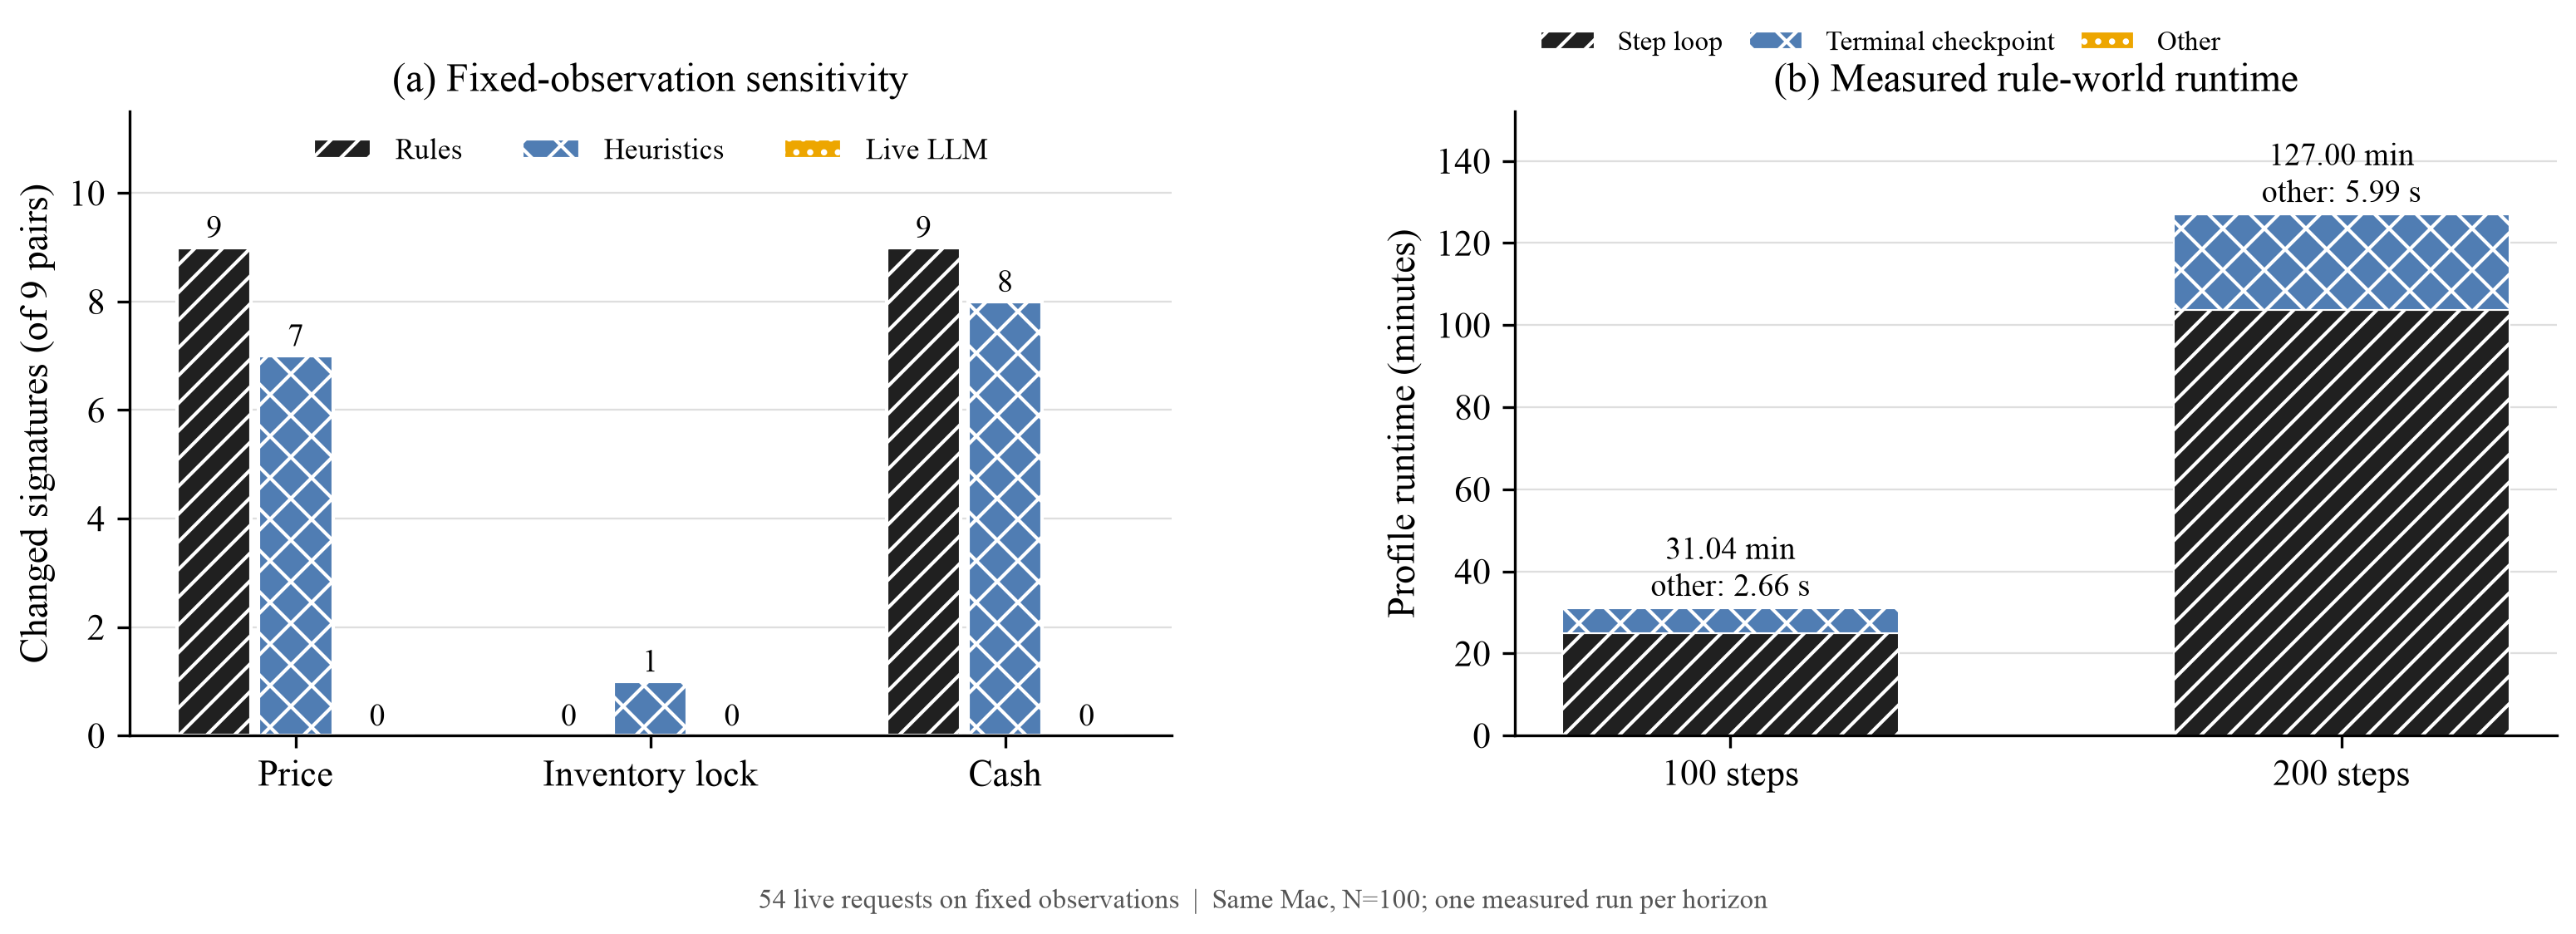 (a) Fixed-observation sensitivity
Rules
Heuristics
Live LLM
Changed signatures (of 9 pairs)
10
8
6
4
2
0
9
7
0
0
1
0
9
8
0
Price
Inventory lock
Cash
Step loop
Terminal checkpoint
Other
(b) Measured rule-world runtime
Profile runtime (minutes)
140
120
100
80
60
40
20
0
31.04 min
other: 2.66 s
127.00 min
other: 5.99 s
100 steps
200 steps
54 live requests on fixed observations | Same Mac, N=100; one measured run per horizon